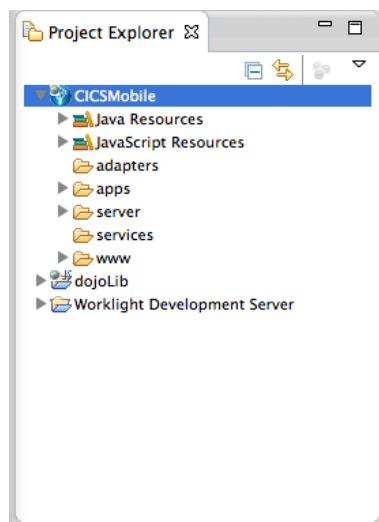 Project Explorer
CICSMobile
Java Resources
JavaScript Resources
adapters
apps
server
services
www
dojoLib
Worklight Development Server